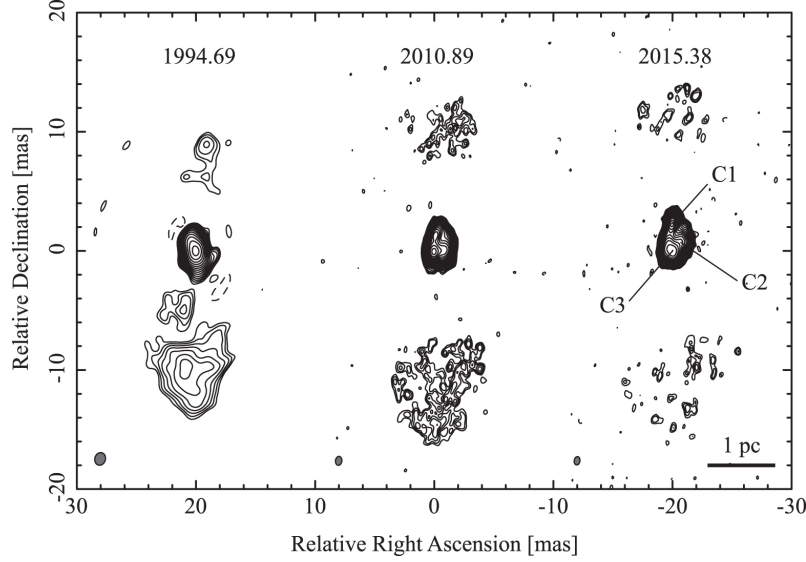 20
1994.69 2010.89 2015.38
10
C1
0
C2
C3
-10
1 pc
-20
30 20 10 0 -10 -20 -30
Relative Right Ascension [mas]
Relative Declination [mas]